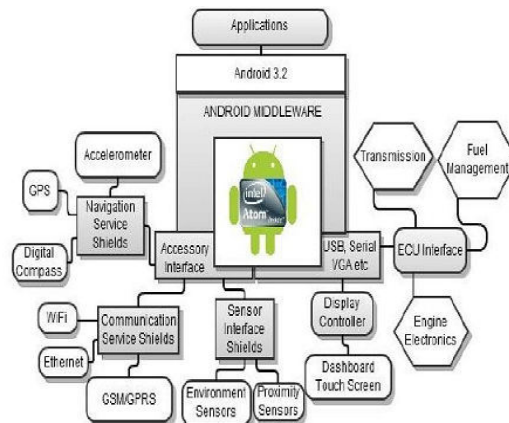 Applications
Android 3.2
ANDROID MIDDLEWARE
intel
Atom
inside
Accelerometer
GPS
Navigation
Service
Shields
Digital
Compass
Accessory
Interface
USB, Serial
VGA etc
Transmission
Fuel
Management
ECU Interface
Engine
Electronics
WiFi
Ethernet
Communication
Service Shields
GSM/GPRS
Sensor
Interface
Shields
Environment
Sensors
Proximity
Sensors
Display
Controller
Dashboard
Touch Screen